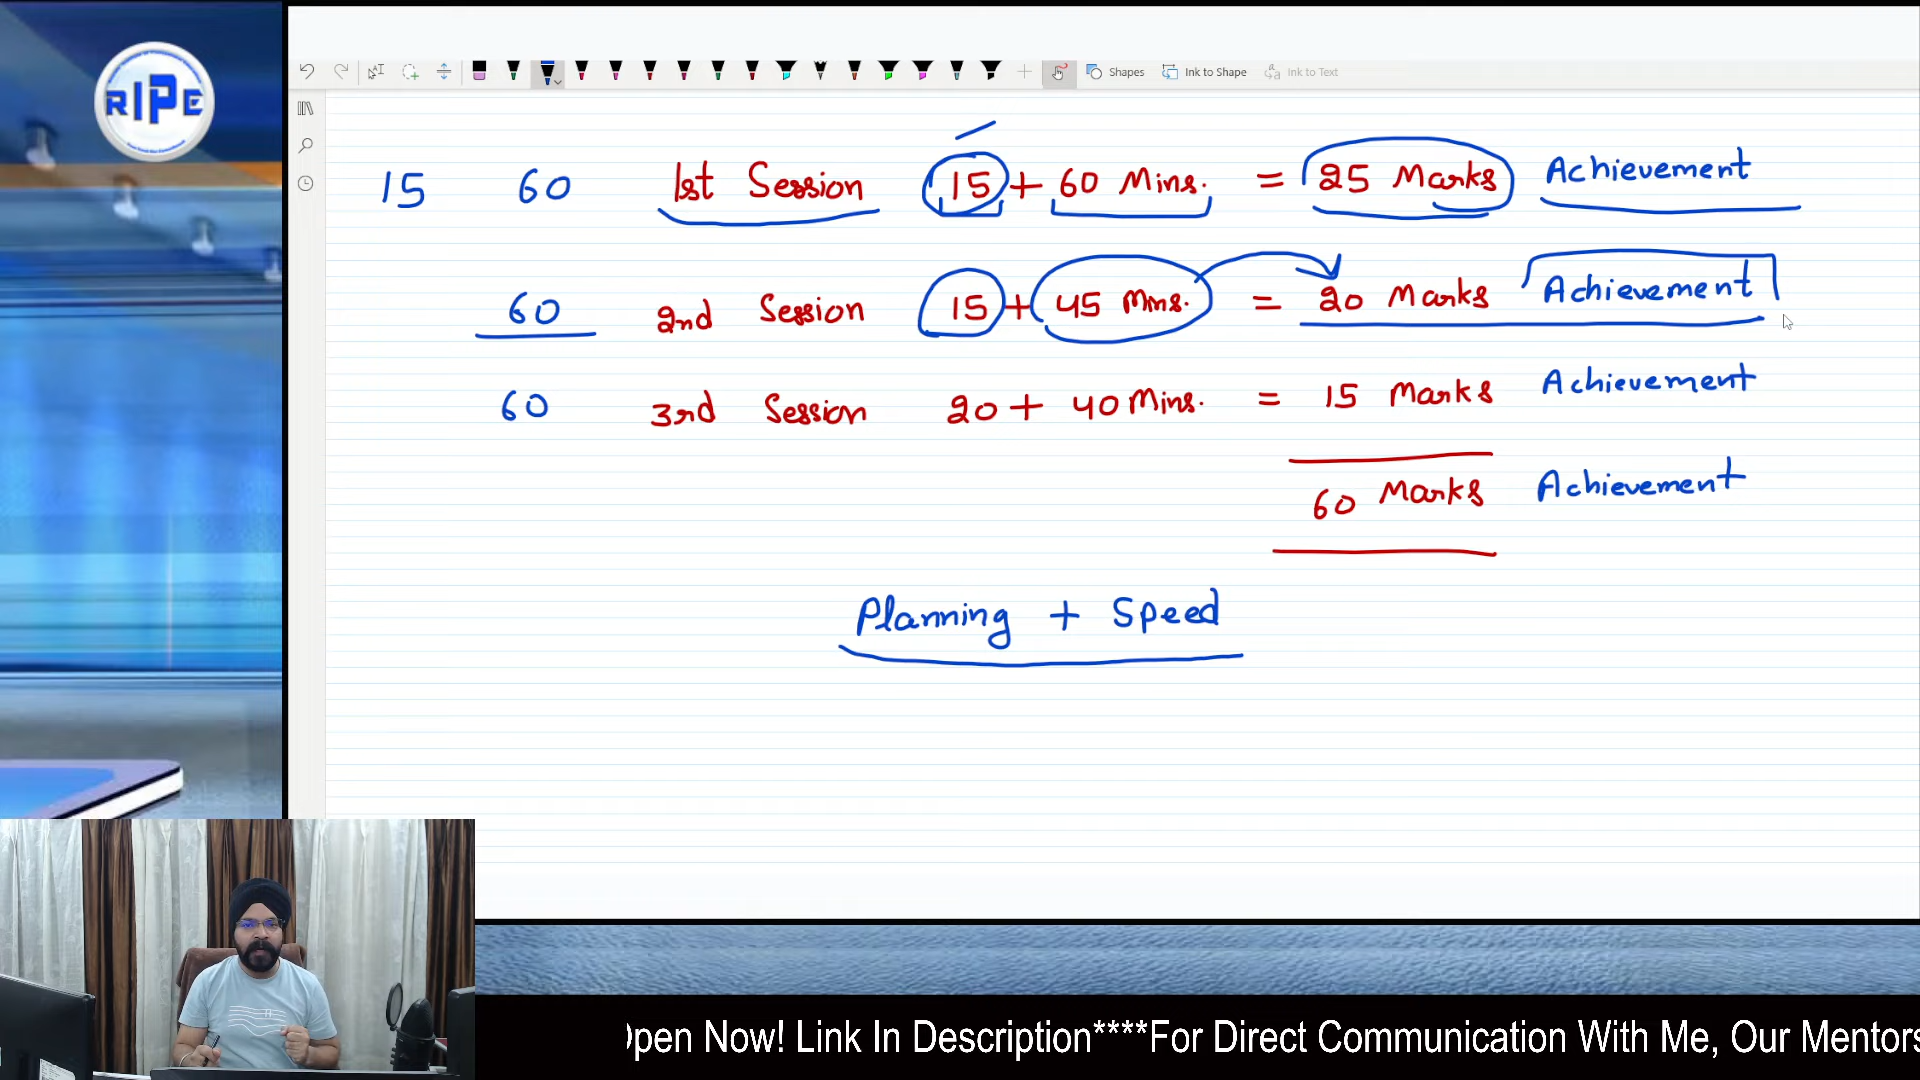 RIPE
Shapes Ink to Shape Ink to Text
15 60 1st Session 15 + 60 Mins. = 25 Marks Achievement
60 2nd Session 15 + 45 Mins. = 20 Marks Achievement
60 3rd Session 20 + 40 Mins. = 15 Marks Achievement
60 Marks Achievement
Planning + Speed
pen Now! Link In Description****For Direct Communication With Me, Our Mentors